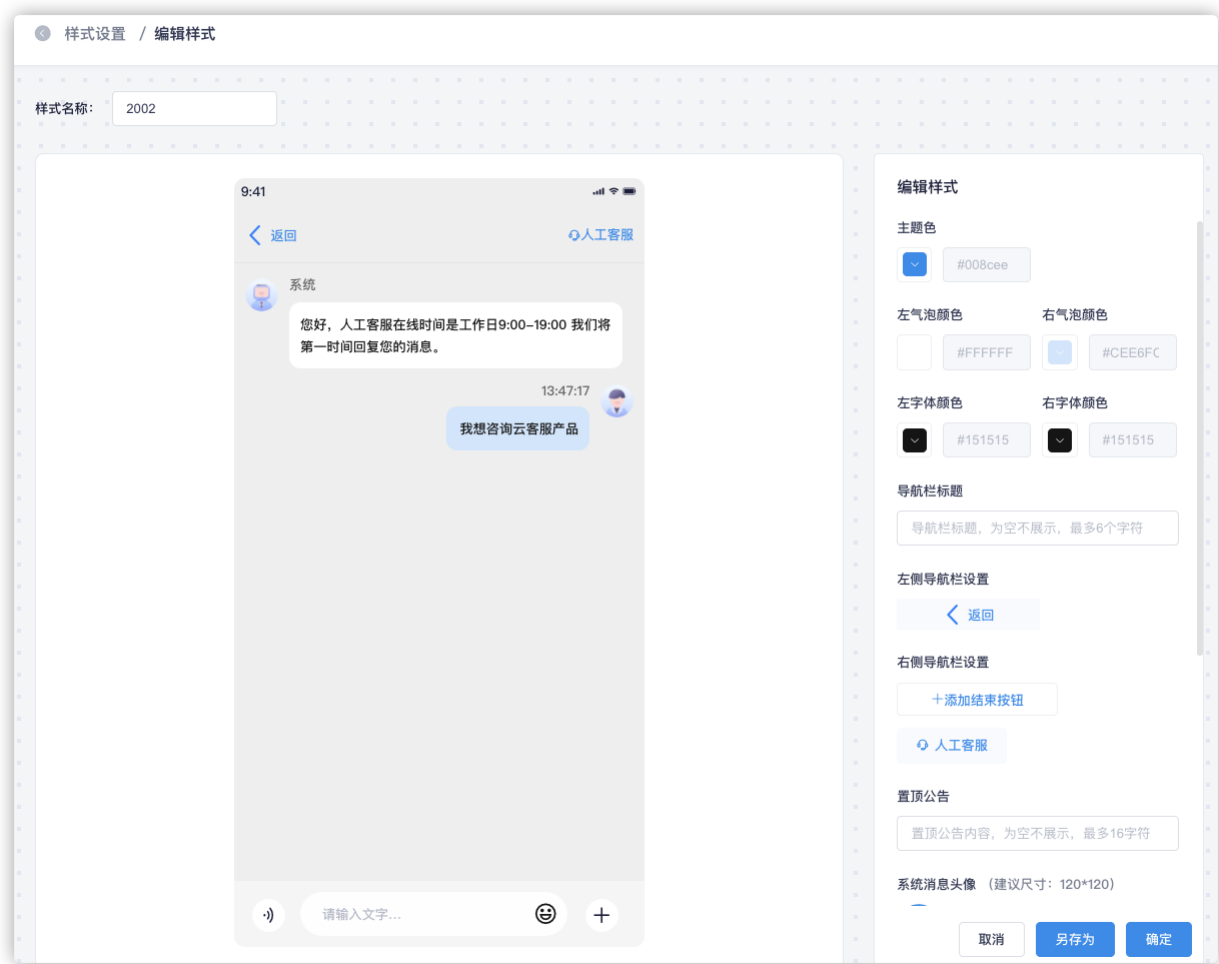 样式设置 / 编辑样式
样式名称: 2002
9:41
返回
人工客服
系统
您好，人工客服在线时间是工作日9:00-19:00 我们将
第一时间回复您的消息。
13:47:17
我想咨询云客服产品
请输入文字...
编辑样式
主题色
#008cee
左气泡颜色 右气泡颜色
#FFFFFF #CEE6FC
左字体颜色 右字体颜色
#151515 #151515
导航栏标题
导航栏标题，为空不展示，最多6个字符
左侧导航栏设置
返回
右侧导航栏设置
+添加结束按钮
人工客服
置顶公告
置顶公告内容，为空不展示，最多16字符
系统消息头像 （建议尺寸：120*120）
取消 另存为 确定